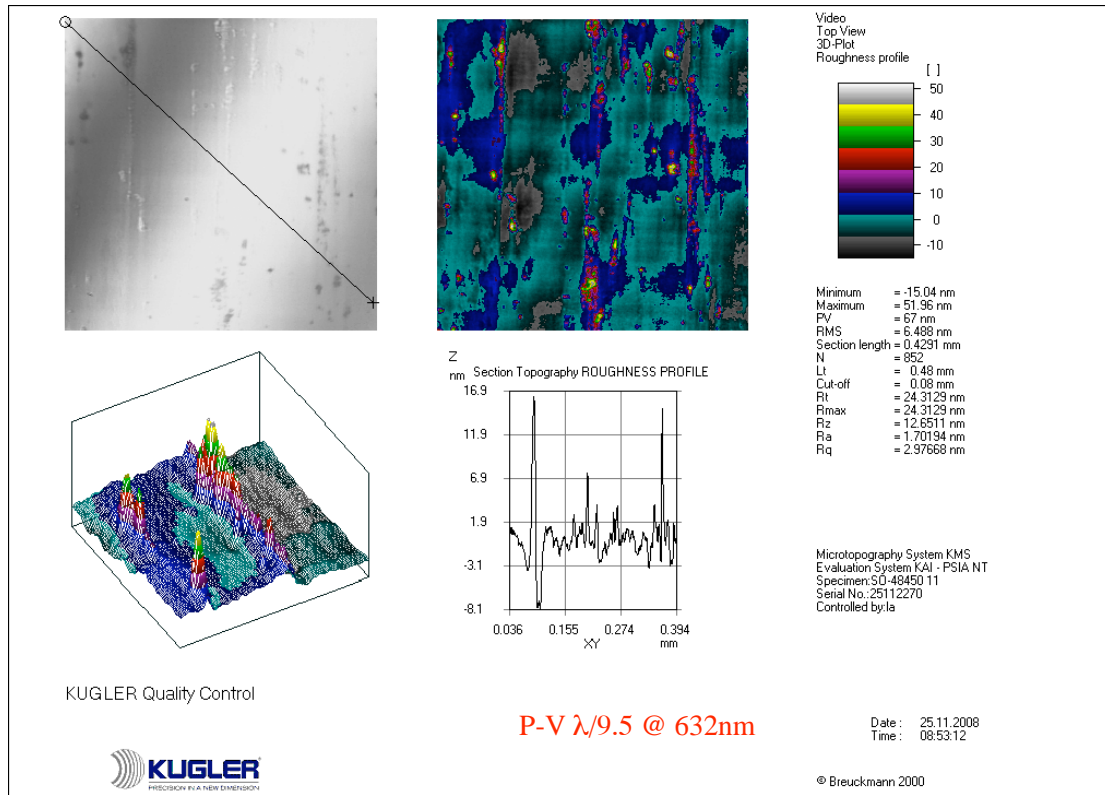 Video
Top View
3D-Plot
Roughness profile
[ ]
50
40
30
20
10
0
-10
Minimum = -15.04 nm
Maximum = 51.96 nm
PV = 67 nm
RMS = 6.488 nm
Section length = 0.4291 mm
N = 852
Lt = 0.48 mm
Cut-off = 0.08 mm
Rt = 24.3129 nm
Rmax = 24.3129 nm
Rz = 12.6511 nm
Ra = 1.70194 nm
Rq = 2.97668 nm
Z
nm Section Topography ROUGHNESS PROFILE
16.9
11.9
6.9
1.9
-3.1
-8.1
0.036 0.155 0.274 0.394
XY mm
Microtopography System KMS
Evaluation System KAI - PSIA NT
Specimen:SO-48450 11
Serial No.:25112270
Controlled by:la
KUGLER Quality Control
P-V λ/9.5 @ 632nm
Date : 25.11.2008
Time : 08:53:12
KUGLER
PRECISION IN A NEW DIMENSION
© Breuckmann 2000